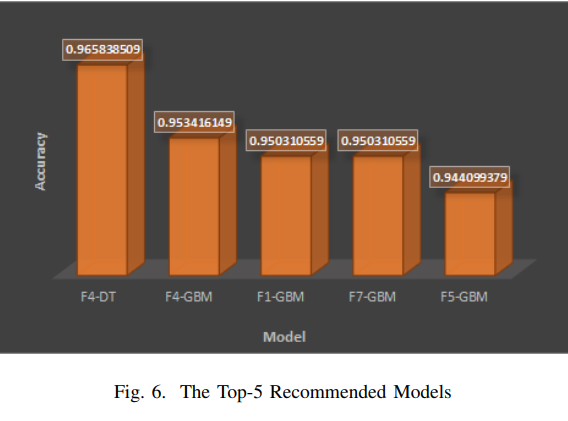 0.965838509
0.953416149
0.950310559
0.950310559
0.944099379
Accuracy
F4-DT F4-GBM F1-GBM F7-GBM F5-GBM
Model
Fig. 6. The Top-5 Recommended Models